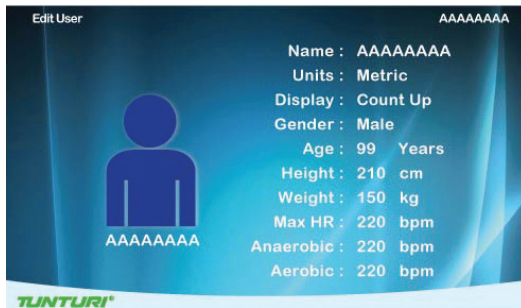 Edit User
AAAAAAAA
Name : AAAAAAAA
Units : Metric
Display : Count Up
Gender : Male
Age : 99 Years
Height : 210 cm
Weight : 150 kg
Max HR : 220 bpm
Anaerobic : 220 bpm
Aerobic : 220 bpm
AAAAAAAA
TUNTURI®